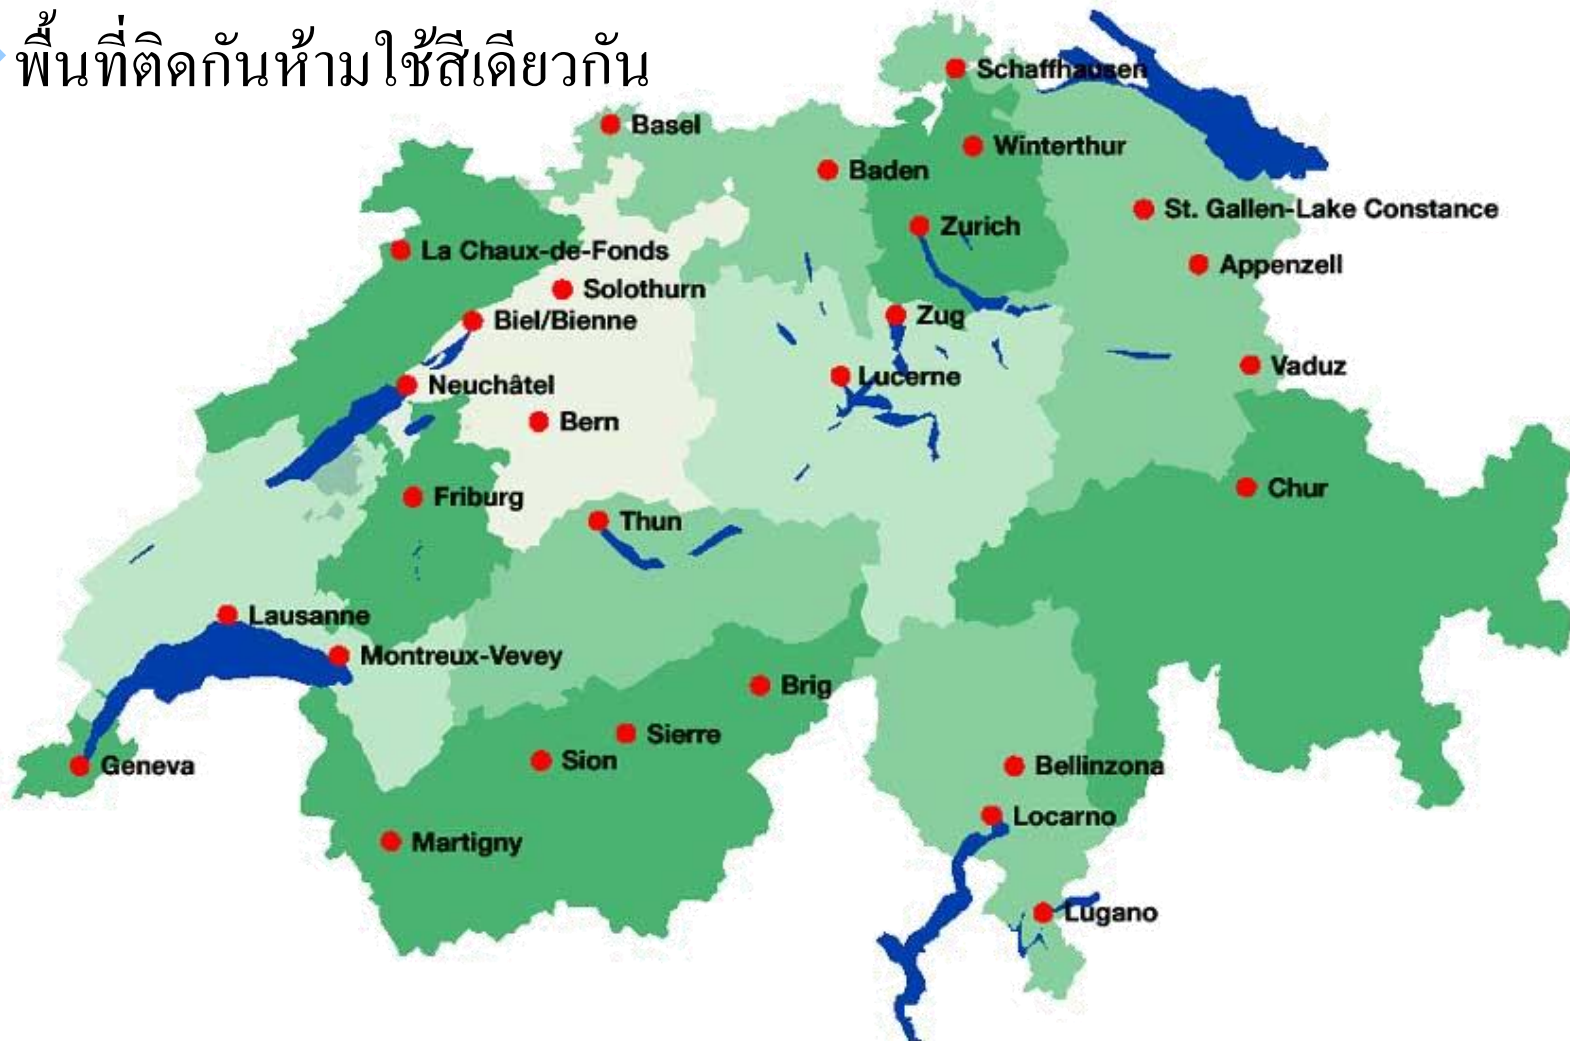 พื้นที่ติดกันห้ามใช้สีเดียวกัน
Schaffhausen
Basel
Winterthur
Baden
St. Gallen-Lake Constance
Zurich
La Chaux-de-Fonds
Appenzell
Solothurn
Zug
Biel/Bienne
Vaduz
Lucerne
Neuchâtel
Bern
Chur
Friburg
Thun
Lausanne
Montreux-Vevey
Brig
Sierre
Sion
Geneva
Bellinzona
Locarno
Martigny
Lugano